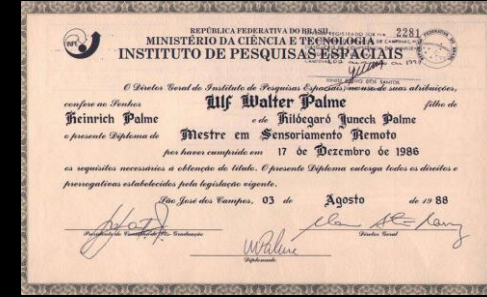 REPÚBLICA FEDERATIVA DO BRASIL
MINISTÉRIO DA CIÊNCIA E TECNOLOGIA
INSTITUTO DE PESQUISAS ESPACIAIS
REGISTRADO SOB Nº 2281
O Diretor Geral do Instituto de Pesquisas Espaciais, no uso de suas atribuições,
confere ao Senhor Ulf Walter Palme filho de
Heinrich Palme e de Hildegard Juneck Palme
o presente Diploma de Mestre em Sensoriamento Remoto
por haver cumprido em 17 de Dezembro de 1986
os requisitos necessários a obtenção do título. O presente Diploma outorga todos os direitos e
prerrogativas estabelecidos pela legislação vigente.
São José dos Campos, 03 de Agosto de 1988
Diplomado
Diretor Geral